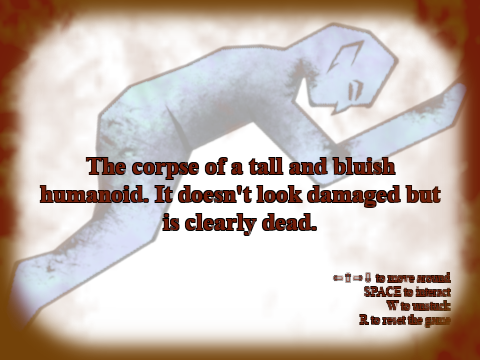 The corpse of a tall and bluish
humanoid. It doesn't look damaged but
is clearly dead.
⇦⇧⇨⇩ to move around
SPACE to interact
W to unstuck
R to reset the game